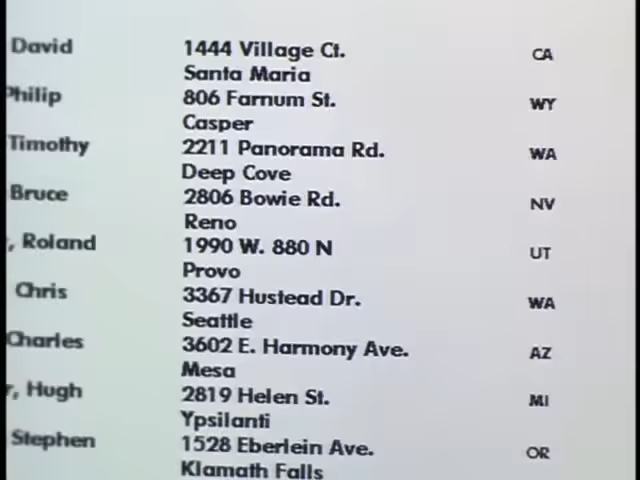 David 1444 Village Ct. CA
Santa Maria
Philip 806 Farnum St. WY
Casper
Timothy 2211 Panorama Rd. WA
Deep Cove
Bruce 2806 Bowie Rd. NV
Reno
, Roland 1990 W. 880 N UT
Provo
Chris 3367 Hustead Dr. WA
Seattle
Charles 3602 E. Harmony Ave. AZ
Mesa
r, Hugh 2819 Helen St. MI
Ypsilanti
Stephen 1528 Eberlein Ave. OR
Klamath Falls